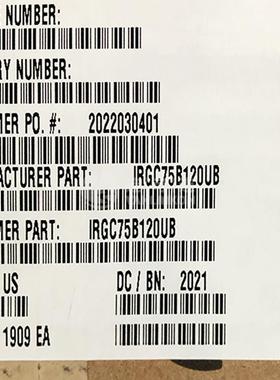 NUMBER:
RY NUMBER:
MER PO. #: 2022030401
ACTURER PART: IRGC75B120UB
MER PART: IRGC75B120UB
US DC / BN: 2021
1909 EA